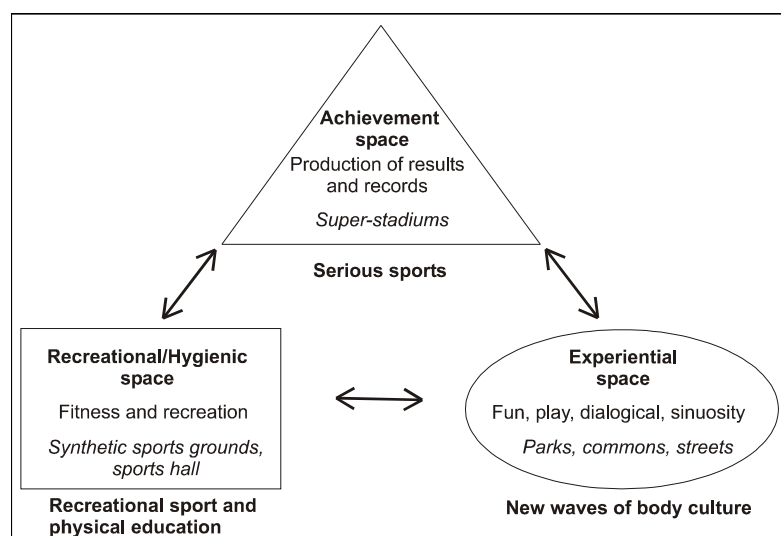 Achievement
space
Production of results
and records
Super-stadiums
Serious sports
Recreational/Hygienic
space
Fitness and recreation
Synthetic sports grounds,
sports hall
Recreational sport and
physical education
Experiential
space
Fun, play, dialogical, sinuosity
Parks, commons, streets
New waves of body culture